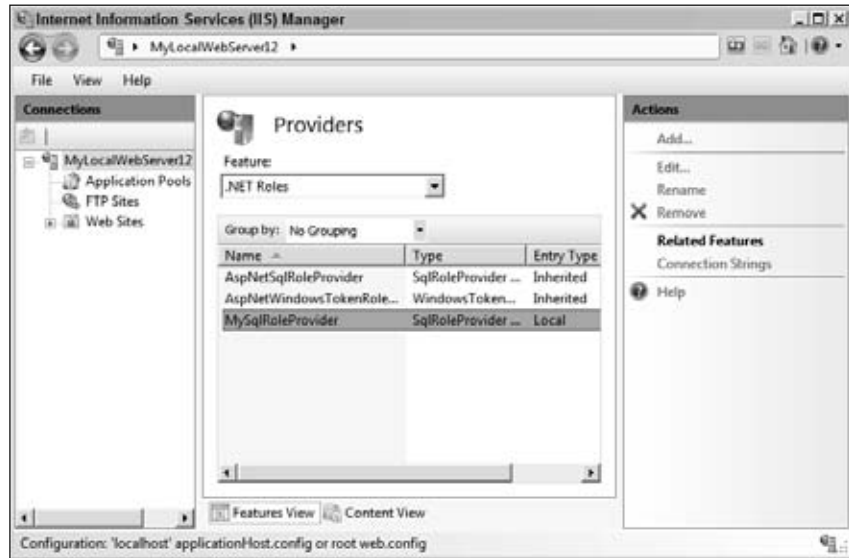 Internet Information Services (IIS) Manager
MyLocalWebServer12
File View Help
Connections
MyLocalWebServer12
Application Pools
FTP Sites
Web Sites
Providers
Feature:
.NET Roles
Group by: No Grouping
Name Type Entry Type
AspNetSqlRoleProvider SqlRoleProvider ... Inherited
AspNetWindowsTokenRole... WindowsToken... Inherited
MySqlRoleProvider SqlRoleProvider ... Local
Features View Content View
Actions
Add...
Edit...
Rename
Remove
Related Features
Connection Strings
Help
Configuration: 'localhost' applicationHost.config or root web.config